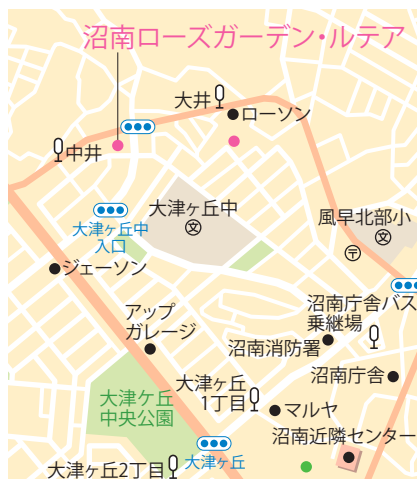 沼南ローズガーデン・ルテア
大井
ローソン
中井
大津ヶ丘中
文
大津ヶ丘中
入口
風早北部小
文
〒
ジェーソン
アップ
ガレージ
沼南庁舎バス
乗継場
沼南消防署
大津ケ丘
中央公園
大津ヶ丘
1丁目
沼南庁舎
マルヤ
沼南近隣センター
大津ヶ丘2丁目
大津ヶ丘